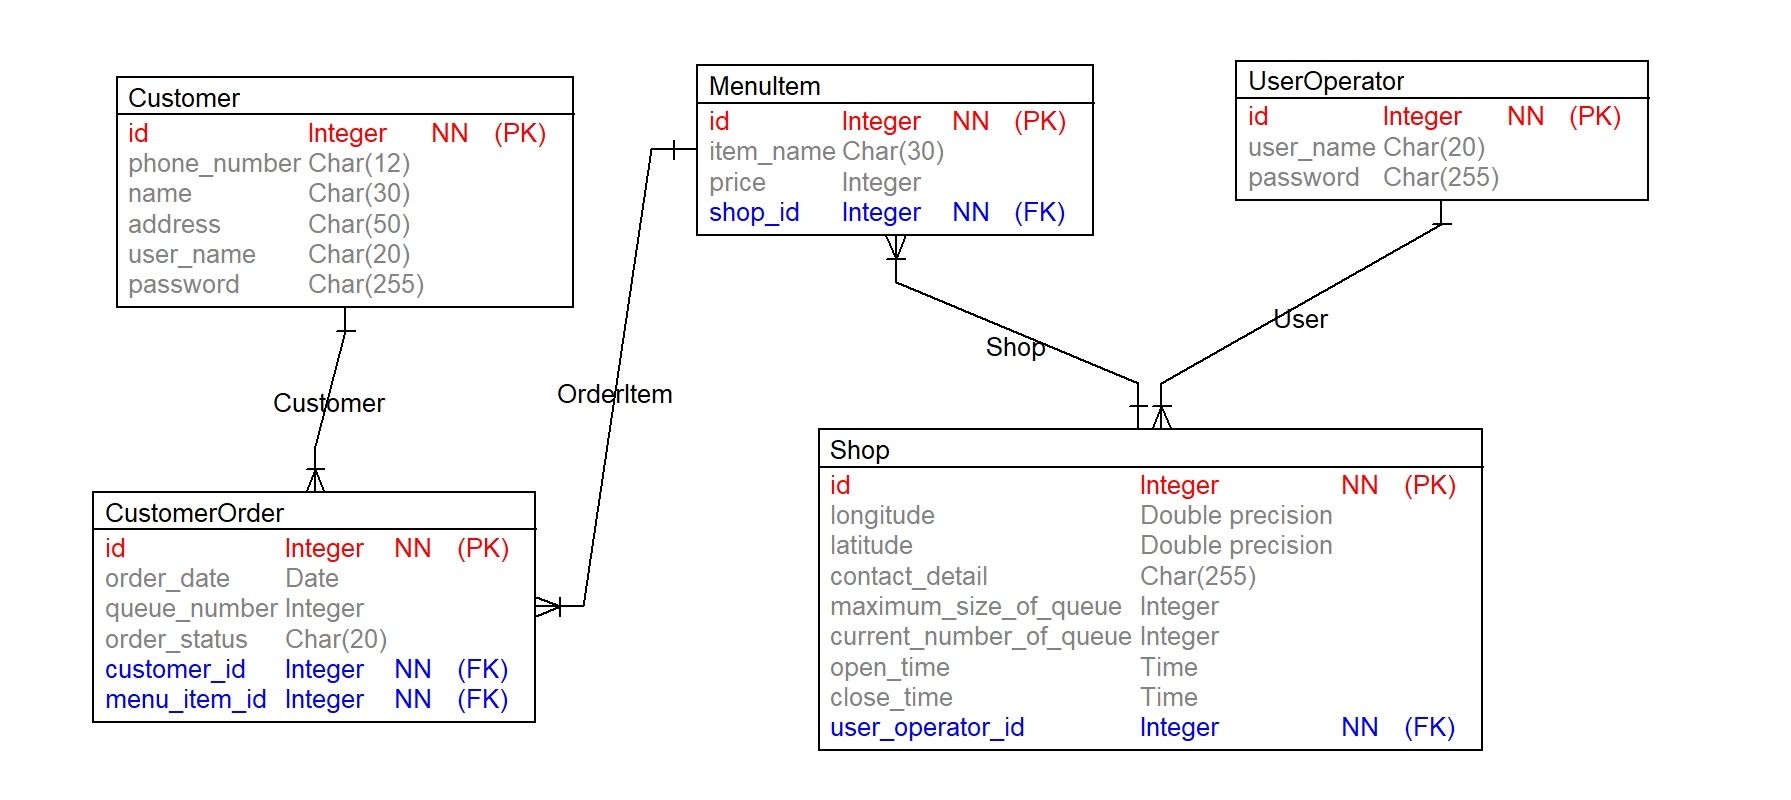 Customer
id Integer NN (PK)
phone_number Char(12)
name Char(30)
address Char(50)
user_name Char(20)
password Char(255)
MenuItem
id Integer NN (PK)
item_name Char(30)
price Integer
shop_id Integer NN (FK)
UserOperator
id Integer NN (PK)
user_name Char(20)
password Char(255)
Customer
OrderItem
Shop
User
CustomerOrder
id Integer NN (PK)
order_date Date
queue_number Integer
order_status Char(20)
customer_id Integer NN (FK)
menu_item_id Integer NN (FK)
Shop
id Integer NN (PK)
longitude Double precision
latitude Double precision
contact_detail Char(255)
maximum_size_of_queue Integer
current_number_of_queue Integer
open_time Time
close_time Time
user_operator_id Integer NN (FK)